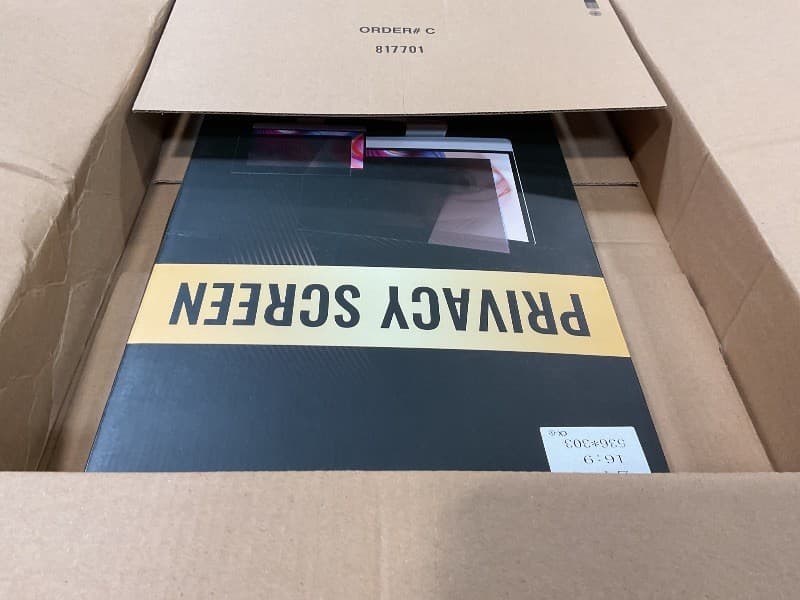 ORDER# C
817701
PRIVACY SCREEN
16:9
536*303